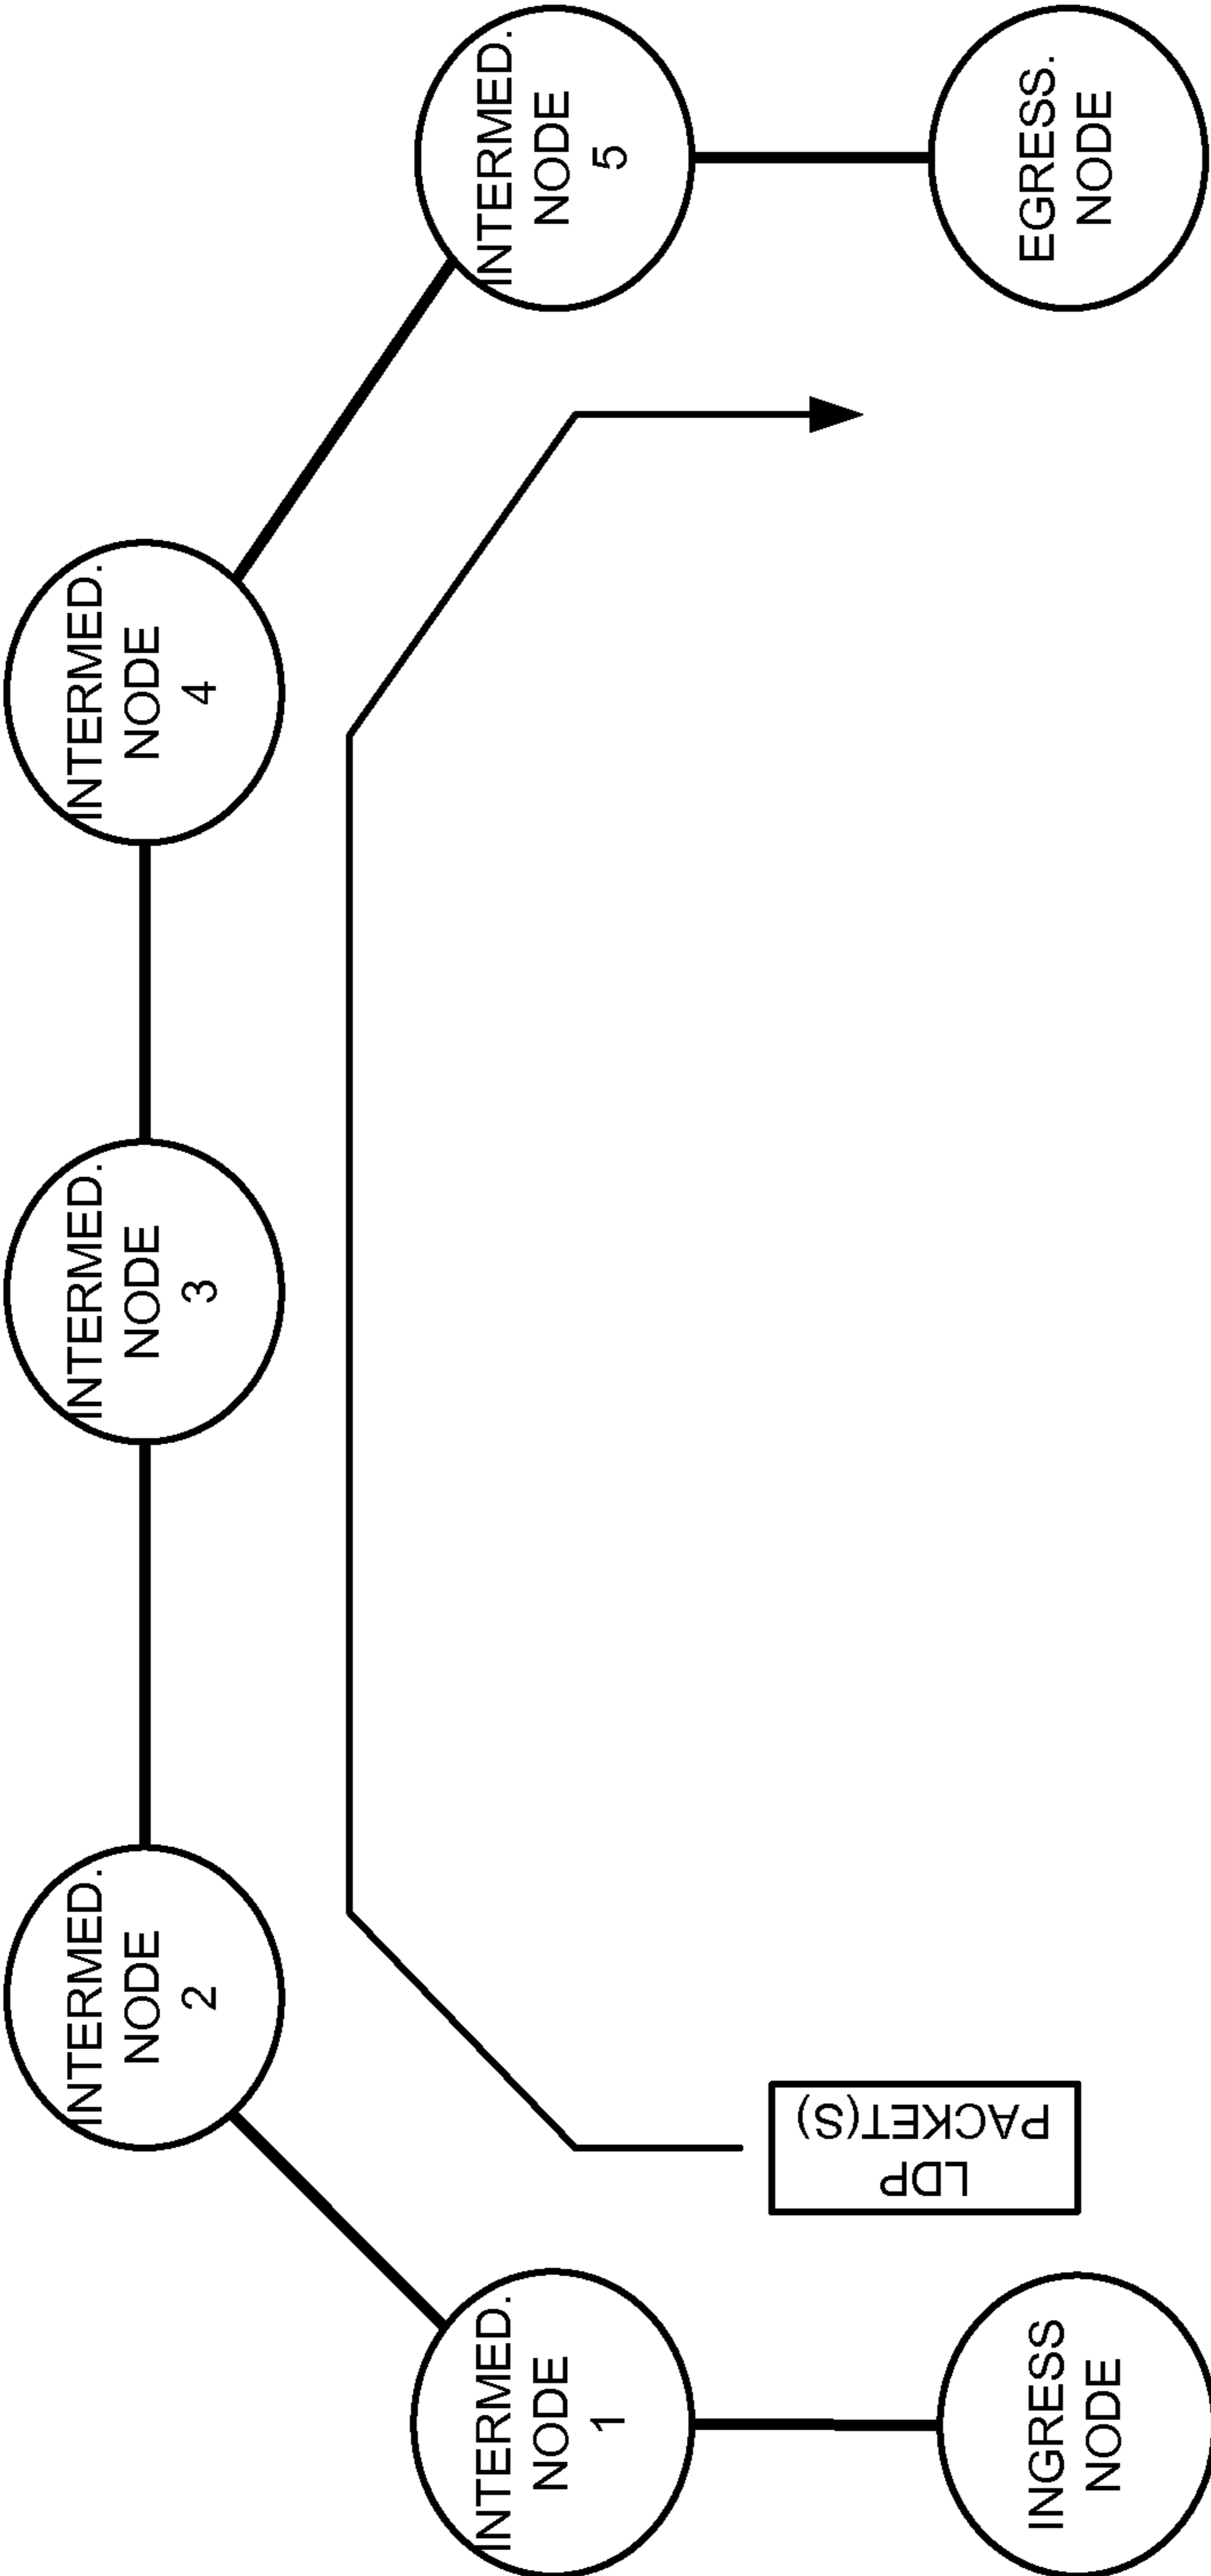 INGRESS
NODE
INTERMED.
NODE
1
LDP
PACKET(S)
INTERMED.
NODE
2
INTERMED.
NODE
3
INTERMED.
NODE
4
INTERMED.
NODE
5
EGRESS.
NODE